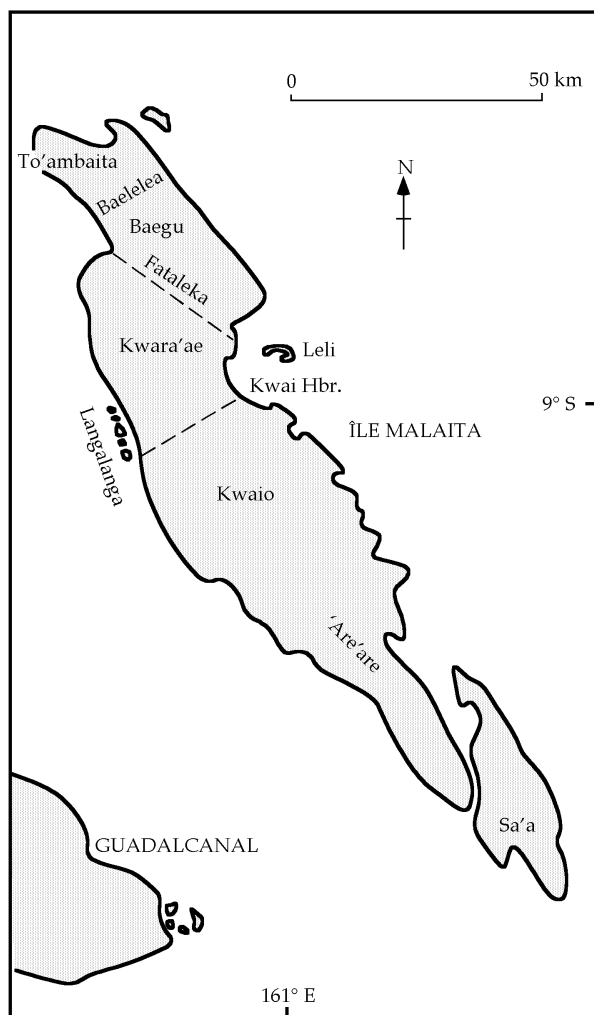 0 50 km
N
To'ambaita
Baelelea
Baegu
Fataleka
Kwara'ae
Leli
Kwai Hbr.
9° S
Langalanga
ÎLE MALAITA
Kwaio
'Are'are
Sa'a
GUADALCANAL
161° E